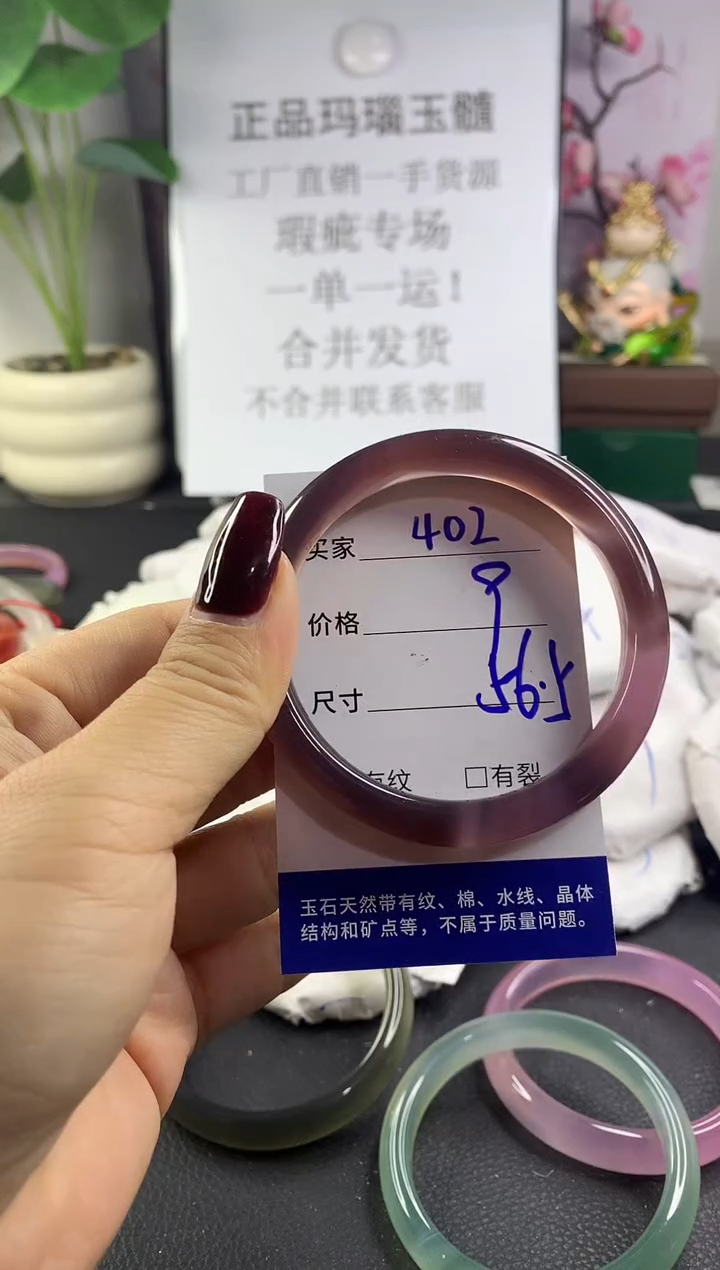 正品玛瑙玉髓
工厂直销一手货源
瑕疵专场
一单一运！
合并发货
不合并联系客服
买家 402
价格
尺寸 56.5
有纹 □有裂
玉石天然带有纹、棉、水线、晶体
结构和矿点等，不属于质量问题。